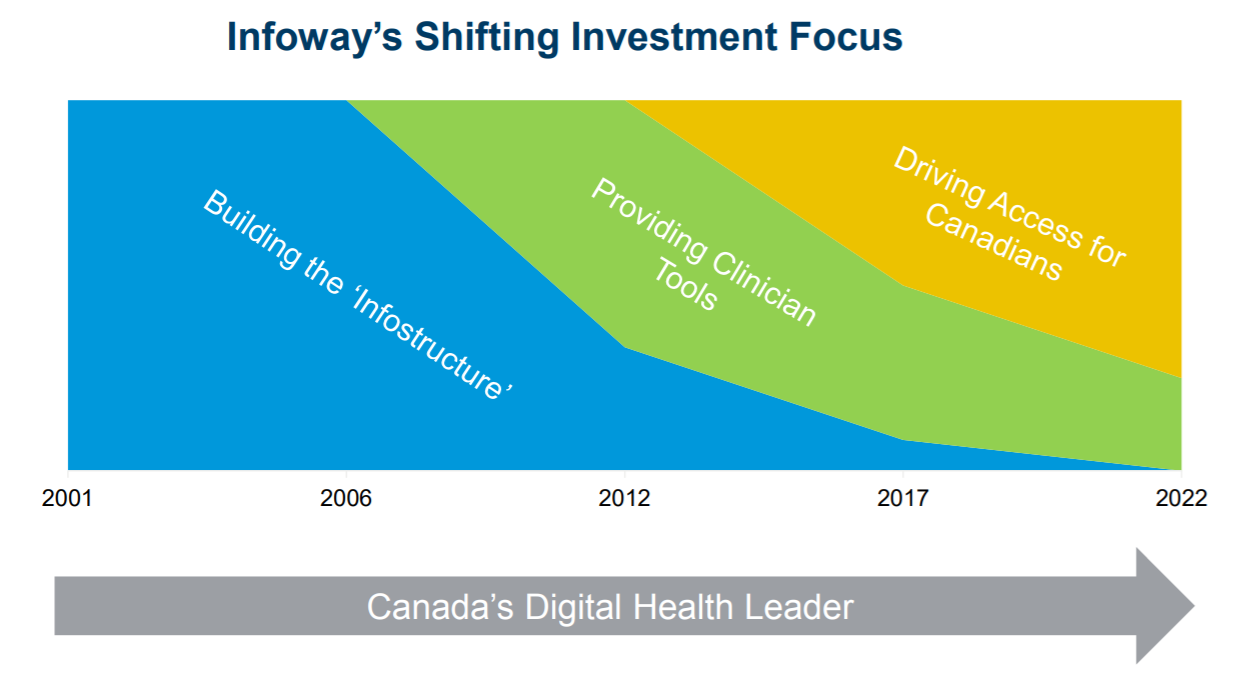 Infoway’s Shifting Investment Focus
Building the ‘Infostructure’
Providing Clinician
Tools
Driving Access for
Canadians
2001
2006
2012
2017
2022
Canada’s Digital Health Leader